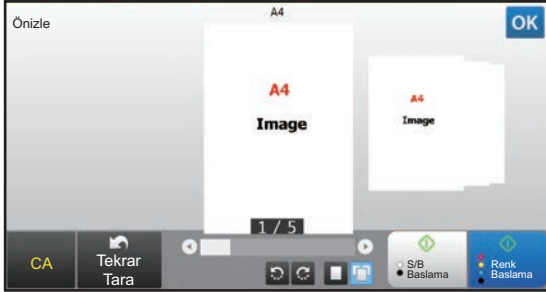 Önizle
A4
OK
A4
Image
A4
Image
1 / 5
CA
Tekrar
Tara
S/B
Baslama
Renk
Baslama